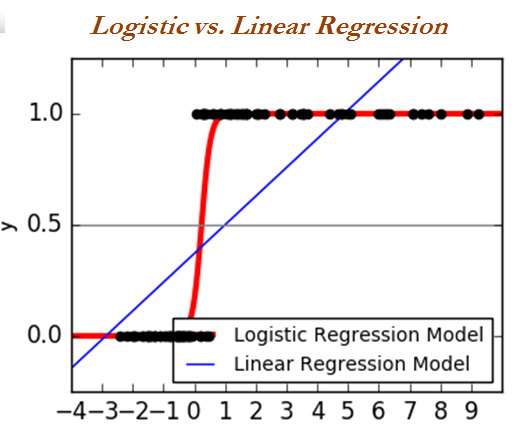 Logistic vs. Linear Regression
1.0
0.5
0.0
y
Logistic Regression Model
Linear Regression Model
−4−3−2−1 0 1 2 3 4 5 6 7 8 9